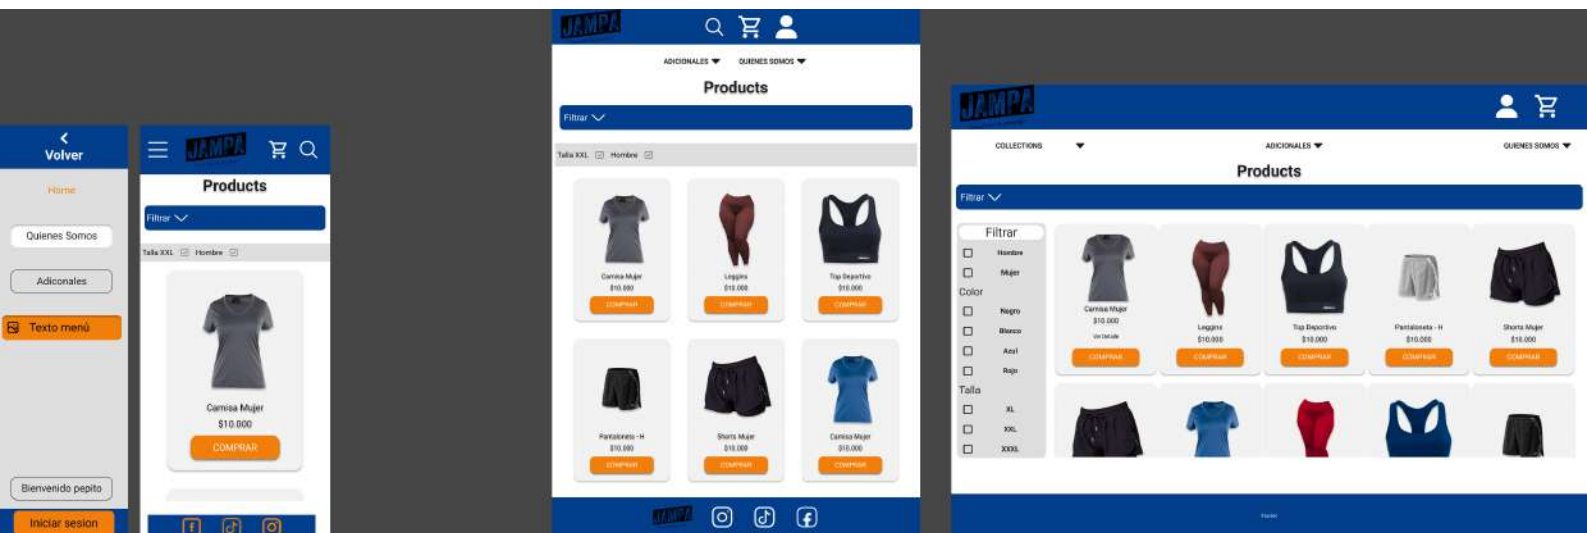 Volver
Home
Quienes Somos
Adiconales
Texto menú
Bienvenido pepito
Iniciar sesion
JAMPA
Products
Filtrar
Talla XXL Hombre
Camisa Mujer
$10.000
COMPRAR
JAMPA
ADICIONALES QUIENES SOMOS
Products
Filtrar
Talla XXL Hombre
Camisa Mujer Leggins Top Deportivo
$10.000 $10.000 $10.000
COMPRAR COMPRAR COMPRAR
Pantaloneta - H Shorts Mujer Camisa Mujer
$10.000 $10.000 $10.000
COMPRAR COMPRAR COMPRAR
JAMPA
JAMPA
COLLECTIONS ADICIONALES QUIENES SOMOS
Products
Filtrar
Filtrar
Hombre
Mujer
Color
Negro
Blanco
Azul
Rojo
Talla
XL
XXL
XXXL
Camisa Mujer
$10.000
Ver Detalle
COMPRAR
Leggins
$10.000
COMPRAR
Top Deportivo
$10.000
COMPRAR
Pantaloneta - H
$10.000
COMPRAR
Shorts Mujer
$10.000
COMPRAR
Footer